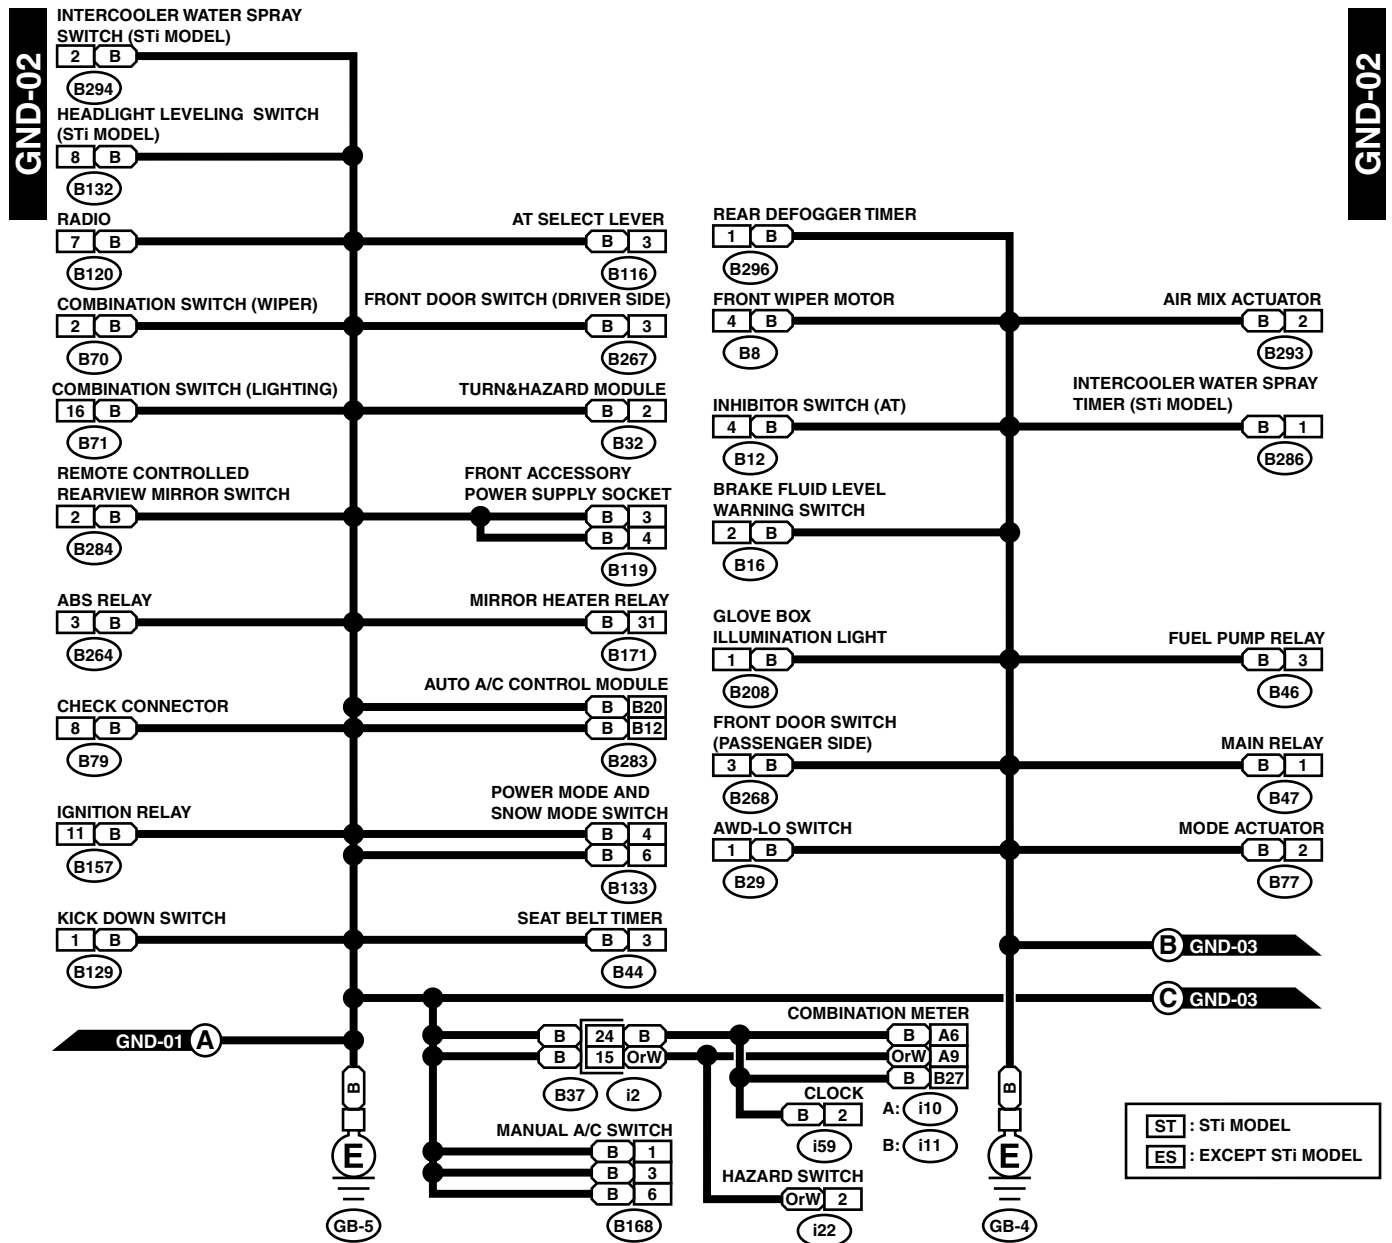 GND-02
GND-02
INTERCOOLER WATER SPRAY
SWITCH (STi MODEL)
2 B
B294
HEADLIGHT LEVELING SWITCH
(STi MODEL)
8 B
B132
RADIO
7 B
B120
COMBINATION SWITCH (WIPER)
2 B
B70
COMBINATION SWITCH (LIGHTING)
16 B
B71
REMOTE CONTROLLED
REARVIEW MIRROR SWITCH
2 B
B284
ABS RELAY
3 B
B264
CHECK CONNECTOR
8 B
B79
IGNITION RELAY
11 B
B157
KICK DOWN SWITCH
1 B
B129
GND-01 A
B
E
GB-5
AT SELECT LEVER
B 3
B116
FRONT DOOR SWITCH (DRIVER SIDE)
B 3
B267
TURN&HAZARD MODULE
B 2
B32
FRONT ACCESSORY
POWER SUPPLY SOCKET
B 3
B 4
B119
MIRROR HEATER RELAY
B 31
B171
AUTO A/C CONTROL MODULE
B B20
B B12
B283
POWER MODE AND
SNOW MODE SWITCH
B 4
B 6
B133
SEAT BELT TIMER
B 3
B44
B 24 B
B 15 OrW
B37 i2
MANUAL A/C SWITCH
B 1
B 3
B 6
B168
REAR DEFOGGER TIMER
1 B
B296
FRONT WIPER MOTOR
4 B
B8
INHIBITOR SWITCH (AT)
4 B
B12
BRAKE FLUID LEVEL
WARNING SWITCH
2 B
B16
GLOVE BOX
ILLUMINATION LIGHT
1 B
B208
FRONT DOOR SWITCH
(PASSENGER SIDE)
3 B
B268
AWD-LO SWITCH
1 B
B29
COMBINATION METER
B A6
OrW A9
B B27
A: i10
B: i11
CLOCK
B 2
i59
HAZARD SWITCH
OrW 2
i22
AIR MIX ACTUATOR
B 2
B293
INTERCOOLER WATER SPRAY
TIMER (STi MODEL)
B 1
B286
FUEL PUMP RELAY
B 3
B46
MAIN RELAY
B 1
B47
MODE ACTUATOR
B 2
B77
B GND-03
C GND-03
B
E
GB-4
ST : STi MODEL
ES : EXCEPT STi MODEL